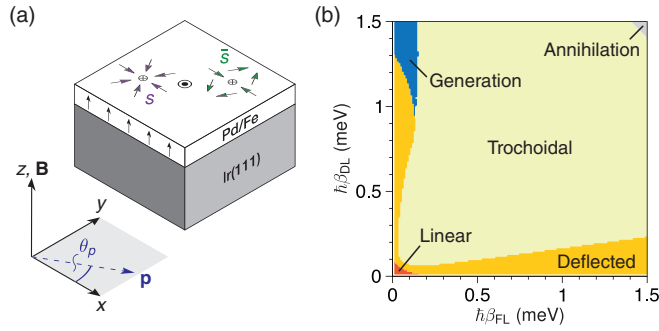 (a)
S
S̄
Pd/Fe
Ir(111)
z, B
y
θp
p
x
(b)
1.5
1
0.5
0
ħβDL (meV)
Annihilation
Generation
Trochoidal
Linear
Deflected
0
0.5
1
1.5
ħβFL (meV)